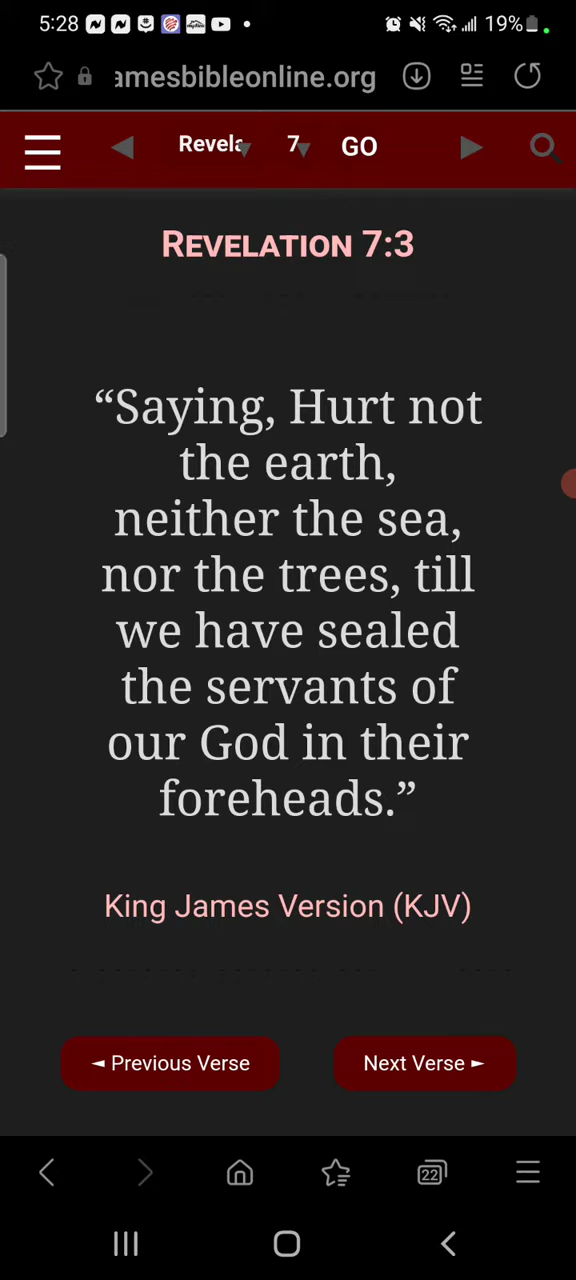 5:28 19%
amesbibleonline.org
Revela 7 GO
REVELATION 7:3
“Saying, Hurt not
the earth,
neither the sea,
nor the trees, till
we have sealed
the servants of
our God in their
foreheads.”
King James Version (KJV)
◄ Previous Verse Next Verse ►
22